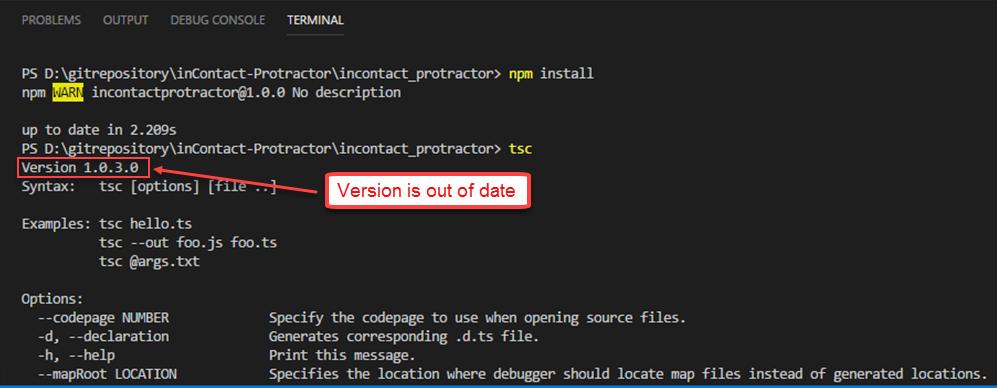 PROBLEMS OUTPUT DEBUG CONSOLE TERMINAL
PS D:\gitrepository\inContact-Protractor\incontact_protractor> npm install
npm WARN incontactprotractor@1.0.0 No description
up to date in 2.209s
PS D:\gitrepository\inContact-Protractor\incontact_protractor> tsc
Version 1.0.3.0
Syntax: tsc [options] [file ..]
Version is out of date
Examples: tsc hello.ts
tsc --out foo.js foo.ts
tsc @args.txt
Options:
--codepage NUMBER Specify the codepage to use when opening source files.
-d, --declaration Generates corresponding .d.ts file.
-h, --help Print this message.
--mapRoot LOCATION Specifies the location where debugger should locate map files instead of generated locations.